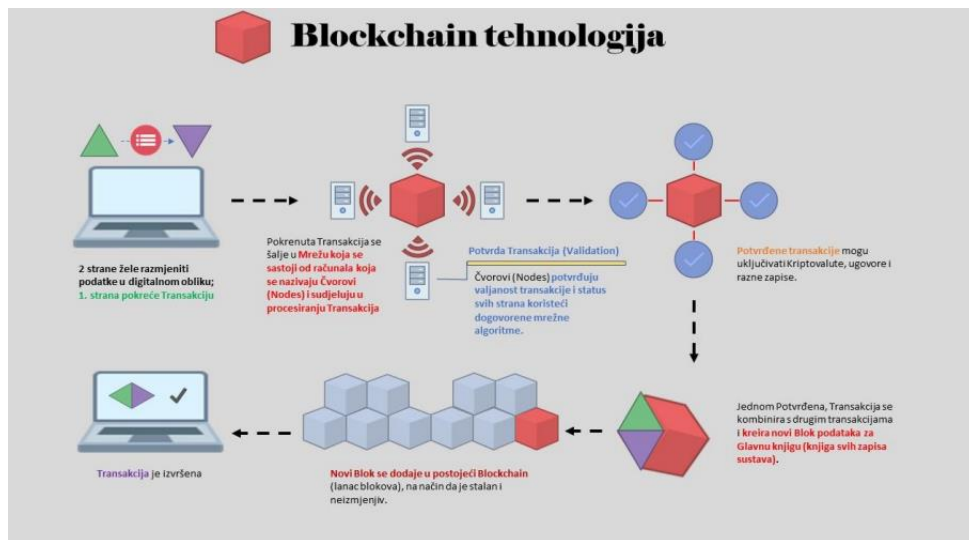 Blockchain tehnologija
2 strane žele razmjeniti
podatke u digitalnom obliku;
1. strana pokreće Transakciju
Pokrenuta Transakcija se
šalje u Mrežu koja se
sastoji od računala koja
se nazivaju Čvorovi
(Nodes) i sudjeluju u
procesiranju Transakcija
Potvrda Transakcija (Validation)
Čvorovi (Nodes) potvrđuju
valjanost transakcije i status
svih strana koristeći
dogovorene mrežne
algoritme.
Potvrđene transakcije mogu
uključivati Kriptovalute, ugovore i
razne zapise.
Jednom Potvrđena, Transakcija se
kombinira s drugim transakcijama
i kreira novi Blok podataka za
Glavnu knjigu (knjiga svih zapisa
sustava).
Novi Blok se dodaje u postojeći Blockchain
(lanac blokova), na način da je stalan i
neizmjenjiv.
Transakcija je izvršena